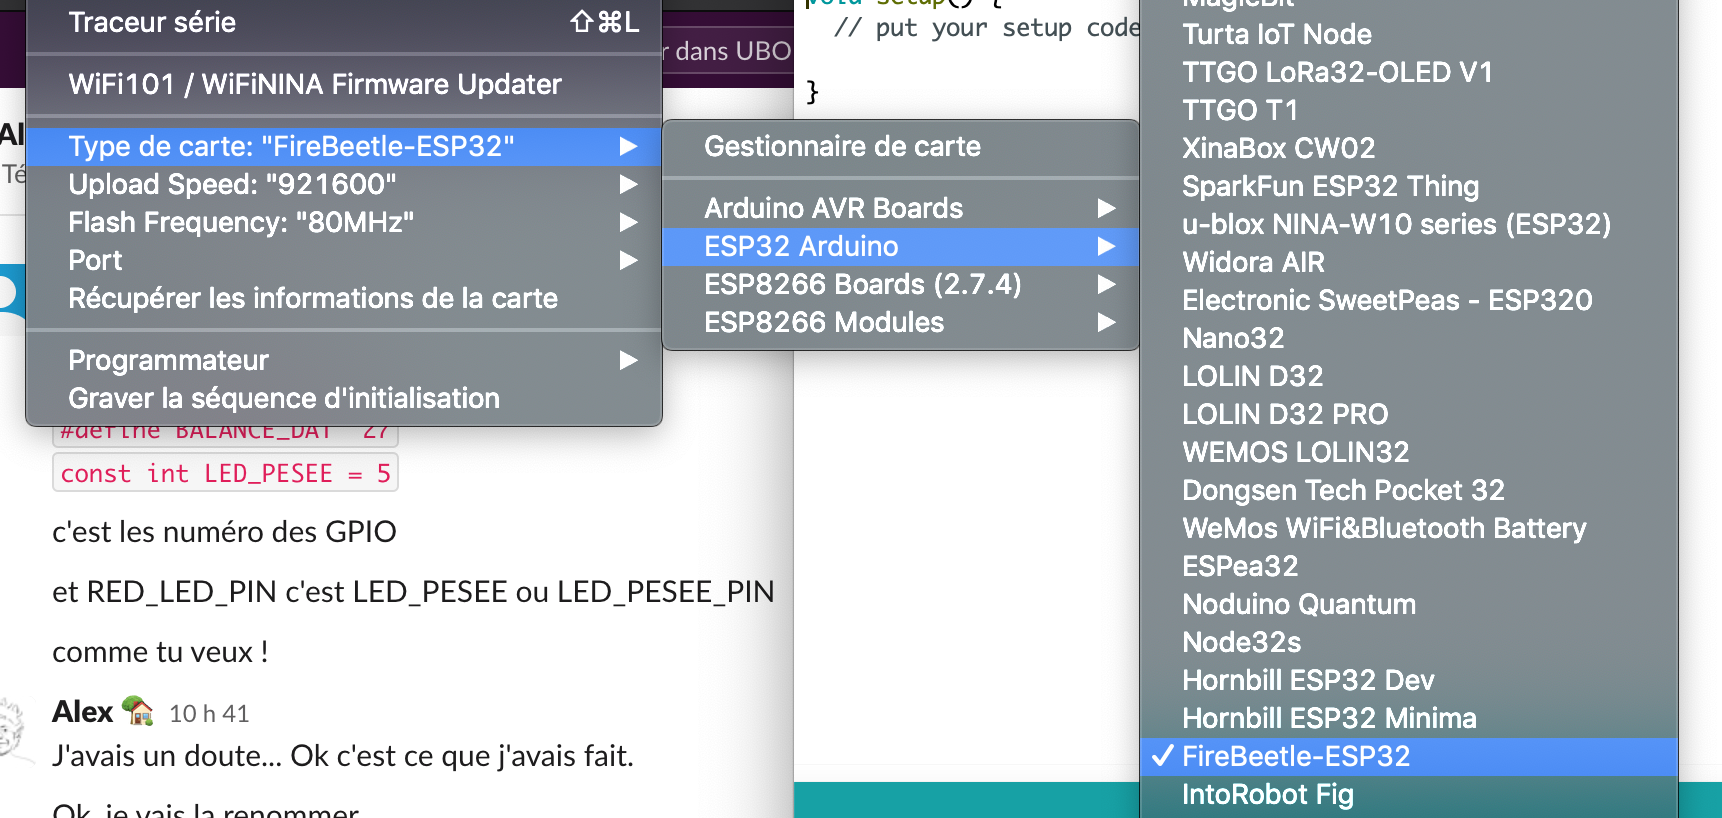 Traceur série ⇧⌘L
WiFi101 / WiFiNINA Firmware Updater
Type de carte: "FireBeetle-ESP32"
Upload Speed: "921600"
Flash Frequency: "80MHz"
Port
Récupérer les informations de la carte
Programmateur
Graver la séquence d'initialisation
r dans UBO
Al
Té
#define BALANCE_DAT 27
const int LED_PESEE = 5
c'est les numéro des GPIO
et RED_LED_PIN c'est LED_PESEE ou LED_PESEE_PIN
comme tu veux !
Alex 10 h 41
J'avais un doute... Ok c'est ce que j'avais fait.
Ok, je vais la renommer
void setup() {
// put your setup code
}
Gestionnaire de carte
Arduino AVR Boards
ESP32 Arduino
ESP8266 Boards (2.7.4)
ESP8266 Modules
MagicBit
Turta IoT Node
TTGO LoRa32-OLED V1
TTGO T1
XinaBox CW02
SparkFun ESP32 Thing
u-blox NINA-W10 series (ESP32)
Widora AIR
Electronic SweetPeas - ESP320
Nano32
LOLIN D32
LOLIN D32 PRO
WEMOS LOLIN32
Dongsen Tech Pocket 32
WeMos WiFi&Bluetooth Battery
ESPea32
Noduino Quantum
Node32s
Hornbill ESP32 Dev
Hornbill ESP32 Minima
✓ FireBeetle-ESP32
IntoRobot Fig